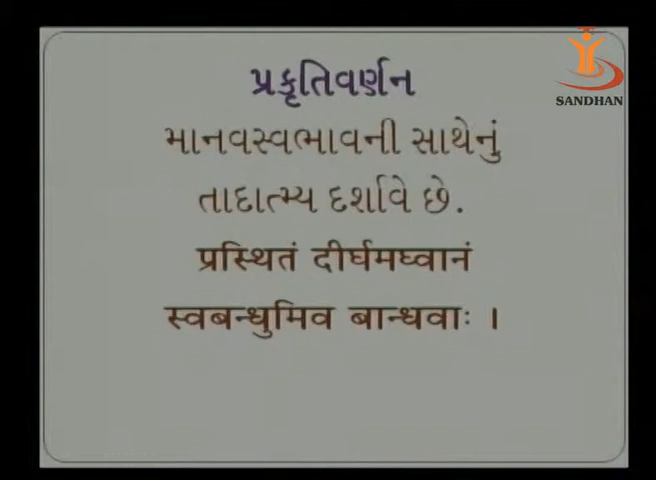 SANDHAN
પ્રકૃતિવર્ણન
માનવસ્વભાવની સાથેનું
તાદાત્મ્ય દર્શાવે છે.
प्रस्थितं दीर्घमध्वानं
स्वबन्धुमिव बान्धवाः ।